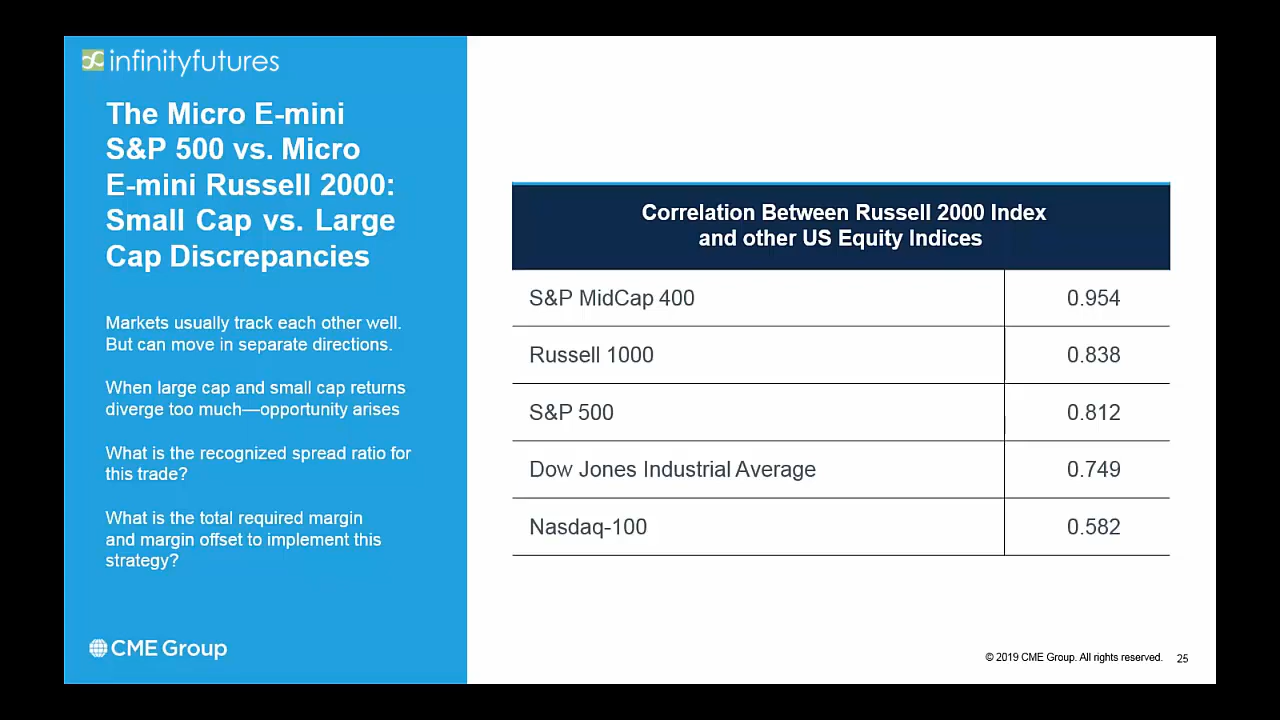 infinityfutures
The Micro E-mini
S&P 500 vs. Micro
E-mini Russell 2000:
Small Cap vs. Large
Cap Discrepancies
Markets usually track each other well.
But can move in separate directions.
When large cap and small cap returns
diverge too much—opportunity arises
What is the recognized spread ratio for
this trade?
What is the total required margin
and margin offset to implement this
strategy?
CME Group
Correlation Between Russell 2000 Index
and other US Equity Indices
S&P MidCap 400 0.954
Russell 1000 0.838
S&P 500 0.812
Dow Jones Industrial Average 0.749
Nasdaq-100 0.582
© 2019 CME Group. All rights reserved. 25